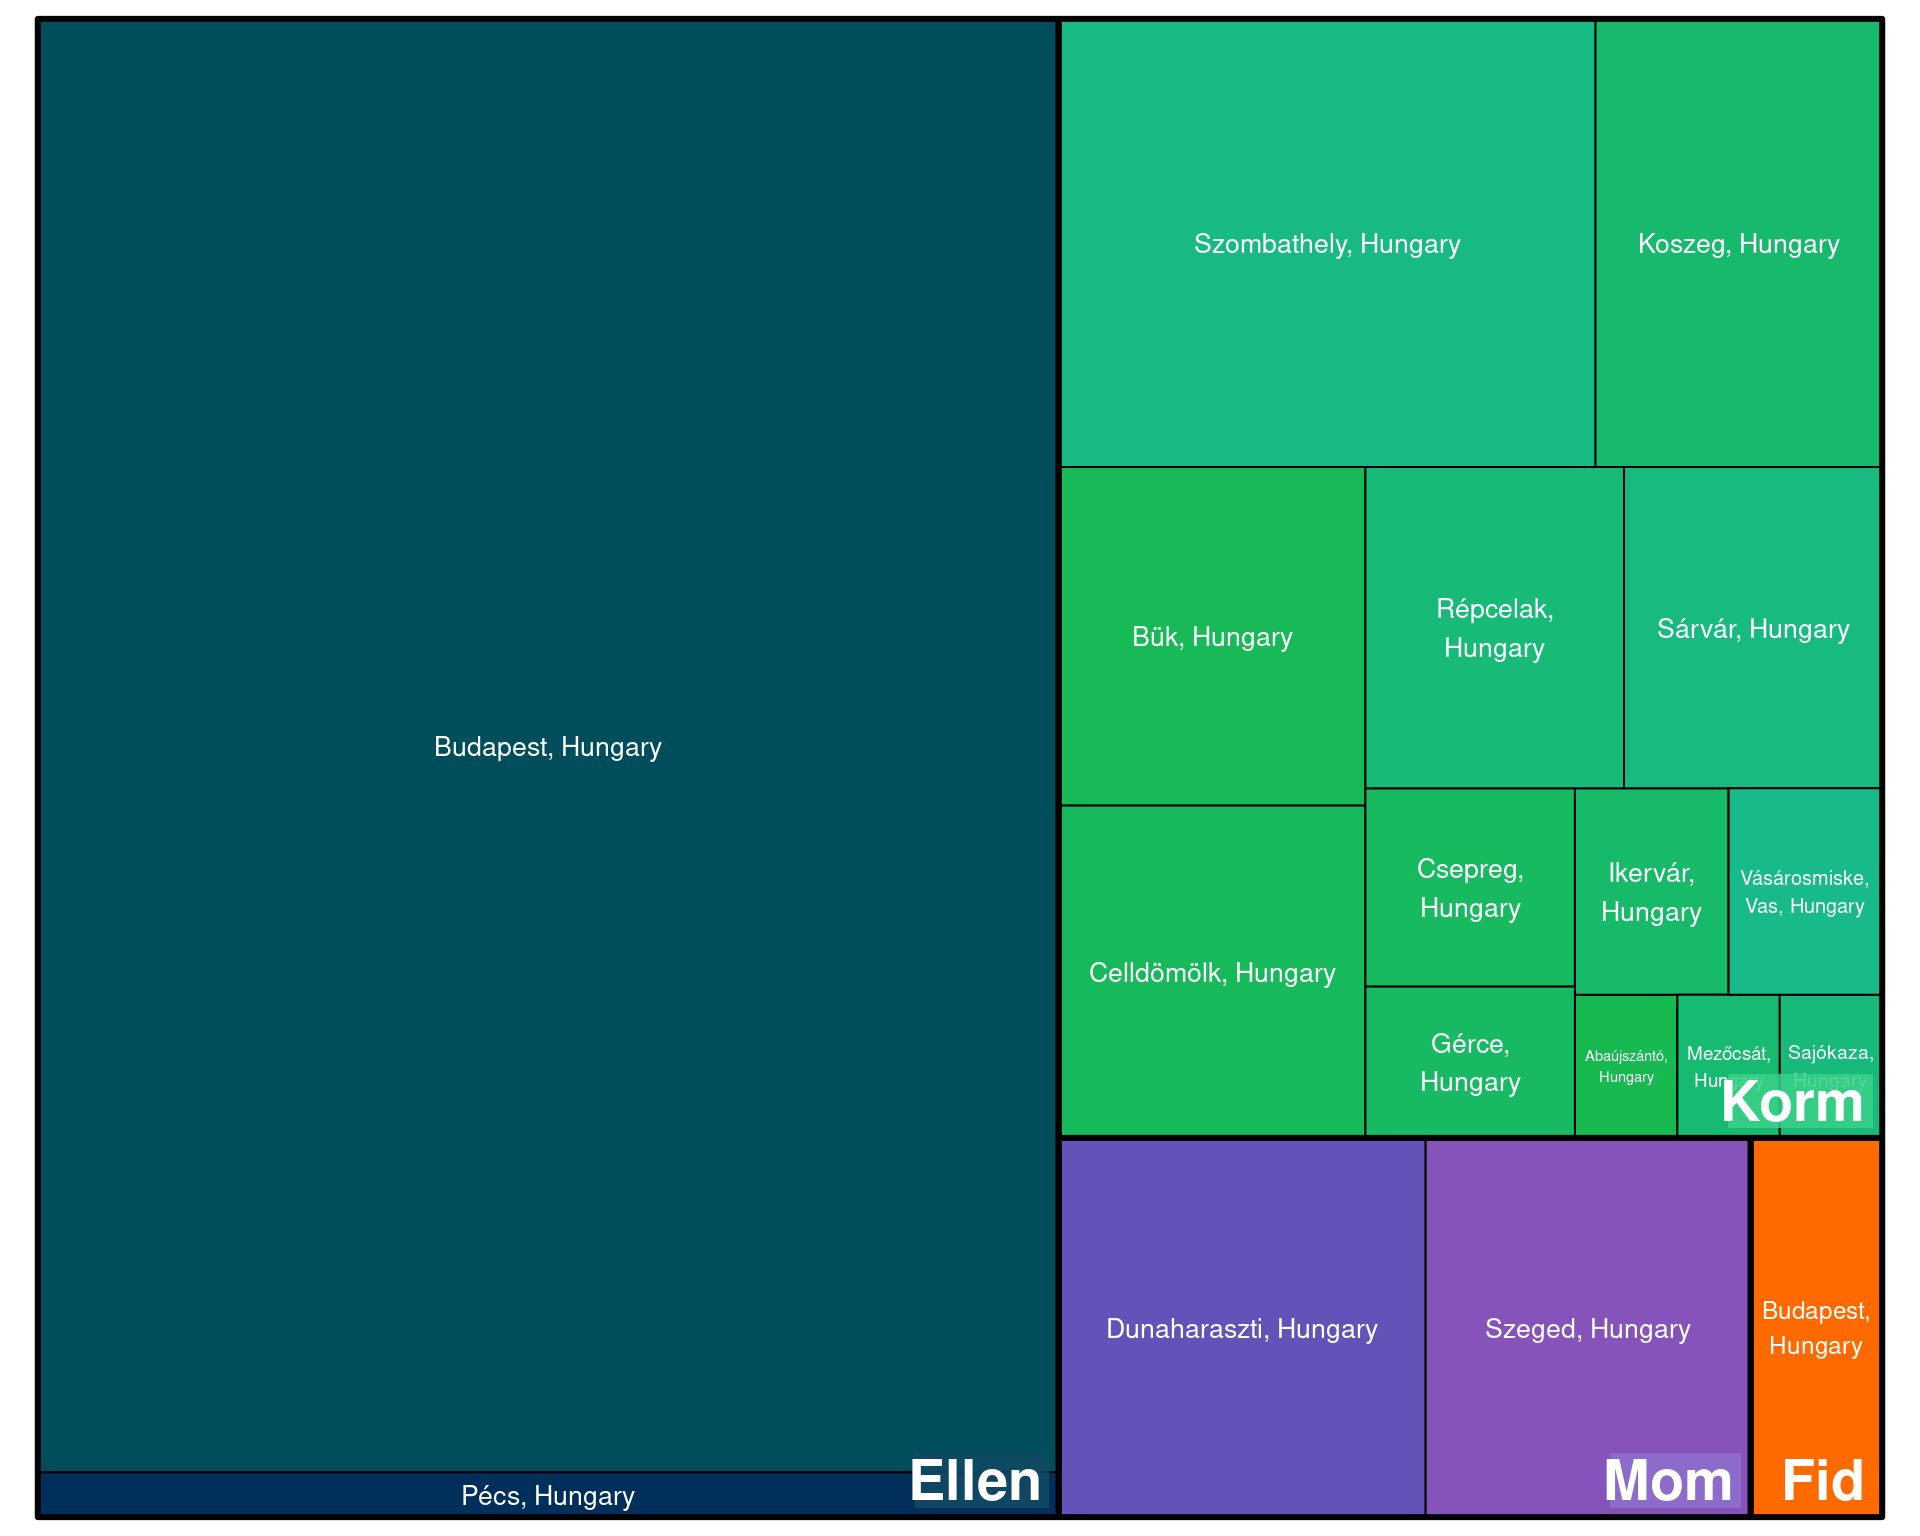 Budapest, Hungary
Pécs, Hungary
Ellen
Szombathely, Hungary
Koszeg, Hungary
Bük, Hungary
Répcelak,
Hungary
Sárvár, Hungary
Celldömölk, Hungary
Csepreg,
Hungary
Ikervár,
Hungary
Vásárosmiske,
Vas, Hungary
Gérce,
Hungary
Abaújszántó,
Hungary
Mezőcsát,
Hungary
Sajókaza,
Hungary
Korm
Dunaharaszti, Hungary
Szeged, Hungary
Mom
Budapest,
Hungary
Fid